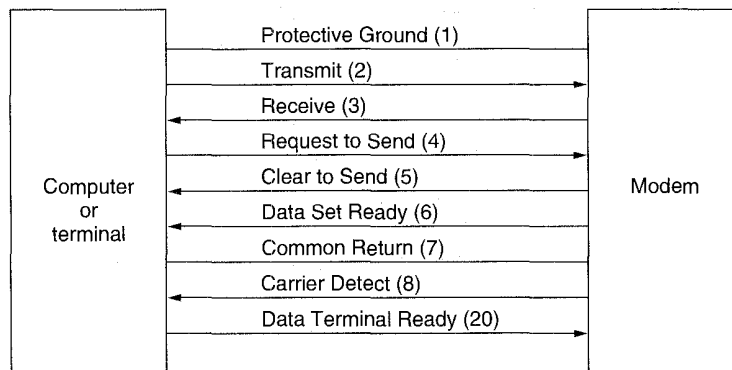 Protective Ground (1)
Transmit (2)
Receive (3)
Request to Send (4)
Clear to Send (5)
Data Set Ready (6)
Common Return (7)
Carrier Detect (8)
Data Terminal Ready (20)
Computer
or
terminal
Modem